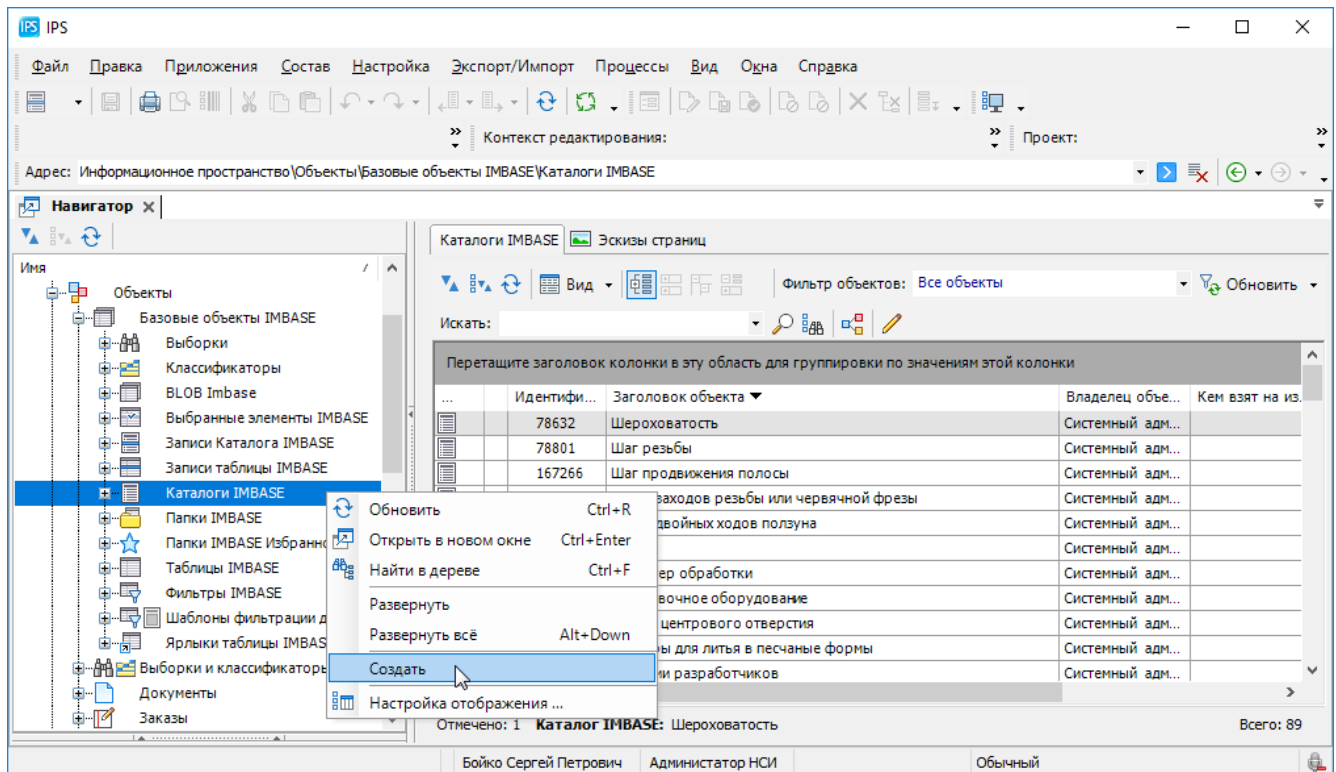 IPS IPS
Файл Правка Приложения Состав Настройка Экспорт/Импорт Процессы Вид Окна Справка
Контекст редактирования: Проект:
Адрес: Информационное пространство\Объекты\Базовые объекты IMBASE\Каталоги IMBASE
Навигатор
Каталоги IMBASE Эскизы страниц
Имя
Вид Фильтр объектов: Все объекты Обновить
Искать:
Перетащите заголовок колонки в эту область для группировки по значениям этой колонки
... Идентифи... Заголовок объекта Владелец объе... Кем взят на из.
78632 Шероховатость Системный адм...
78801 Шаг резьбы Системный адм...
167266 Шаг продвижения полосы Системный адм...
заходов резьбы или червячной фрезы Системный адм...
двойных ходов ползуна Системный адм...
Системный адм...
ер обработки Системный адм...
вочное оборудование Системный адм...
центрового отверстия Системный адм...
ы для литья в песчаные формы Системный адм...
ии разработчиков Системный адм...
Объекты
Базовые объекты IMBASE
Выборки
Классификаторы
BLOB Imbase
Выбранные элементы IMBASE
Записи Каталога IMBASE
Записи таблицы IMBASE
Каталоги IMBASE
Папки IMBASE
Папки IMBASE Избранно
Таблицы IMBASE
Фильтры IMBASE
Шаблоны фильтрации д
Ярлыки таблицы IMBAS
Выборки и классификаторы
Документы
Заказы
Обновить Ctrl+R
Открыть в новом окне Ctrl+Enter
Найти в дереве Ctrl+F
Развернуть
Развернуть всё Alt+Down
Создать
Настройка отображения ...
Отмечено: 1 Каталог IMBASE: Шероховатость Всего: 89
Бойко Сергей Петрович Администатор НСИ Обычный